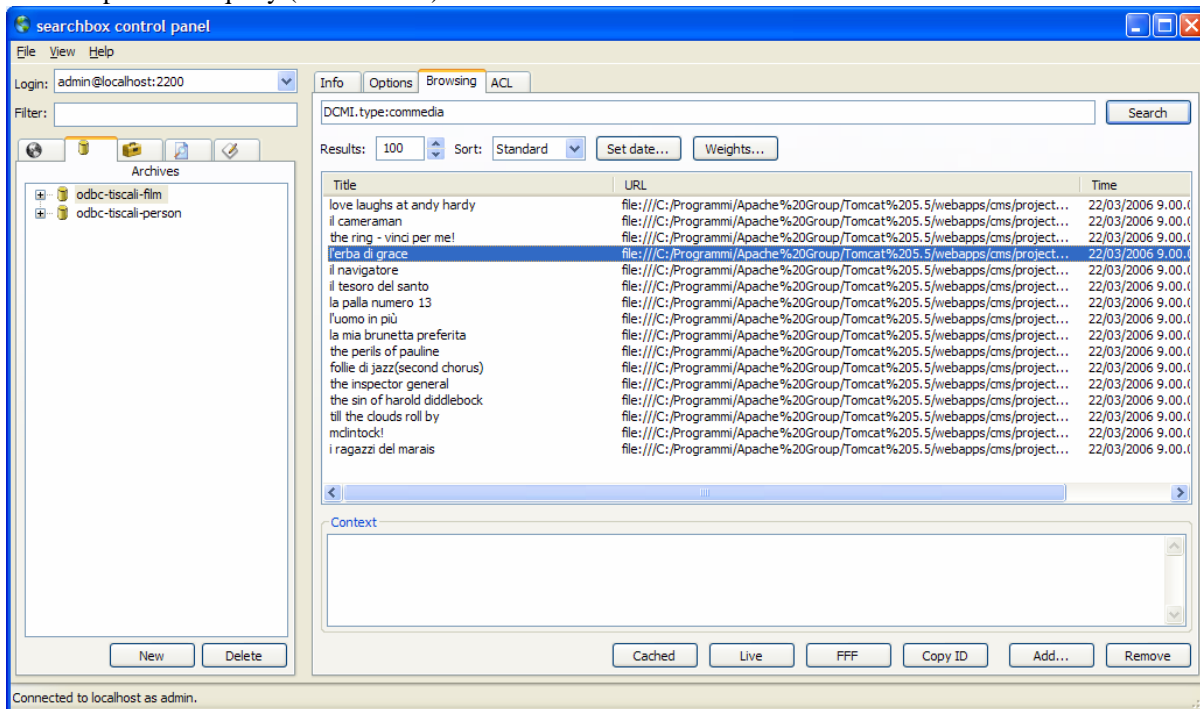 searchbox control panel
File View Help
Login: admin@localhost:2200
Filter:
Archives
odbc-tiscali-film
odbc-tiscali-person
New Delete
Info Options Browsing ACL
DCMI.type:commedia Search
Results: 100 Sort: Standard Set date... Weights...
Title URL Time
love laughs at andy hardy file:///C:/Programmi/Apache%20Group/Tomcat%205.5/webapps/cms/project... 22/03/2006 9.00.0
il cameraman file:///C:/Programmi/Apache%20Group/Tomcat%205.5/webapps/cms/project... 22/03/2006 9.00.0
the ring - vinci per me! file:///C:/Programmi/Apache%20Group/Tomcat%205.5/webapps/cms/project... 22/03/2006 9.00.0
l'erba di grace file:///C:/Programmi/Apache%20Group/Tomcat%205.5/webapps/cms/project... 22/03/2006 9.00.0
il navigatore file:///C:/Programmi/Apache%20Group/Tomcat%205.5/webapps/cms/project... 22/03/2006 9.00.0
il tesoro del santo file:///C:/Programmi/Apache%20Group/Tomcat%205.5/webapps/cms/project... 22/03/2006 9.00.0
la palla numero 13 file:///C:/Programmi/Apache%20Group/Tomcat%205.5/webapps/cms/project... 22/03/2006 9.00.0
l'uomo in più file:///C:/Programmi/Apache%20Group/Tomcat%205.5/webapps/cms/project... 22/03/2006 9.00.0
la mia brunetta preferita file:///C:/Programmi/Apache%20Group/Tomcat%205.5/webapps/cms/project... 22/03/2006 9.00.0
the perils of pauline file:///C:/Programmi/Apache%20Group/Tomcat%205.5/webapps/cms/project... 22/03/2006 9.00.0
follie di jazz(second chorus) file:///C:/Programmi/Apache%20Group/Tomcat%205.5/webapps/cms/project... 22/03/2006 9.00.0
the inspector general file:///C:/Programmi/Apache%20Group/Tomcat%205.5/webapps/cms/project... 22/03/2006 9.00.0
the sin of harold diddlebock file:///C:/Programmi/Apache%20Group/Tomcat%205.5/webapps/cms/project... 22/03/2006 9.00.0
till the clouds roll by file:///C:/Programmi/Apache%20Group/Tomcat%205.5/webapps/cms/project... 22/03/2006 9.00.0
mclintock! file:///C:/Programmi/Apache%20Group/Tomcat%205.5/webapps/cms/project... 22/03/2006 9.00.0
i ragazzi del marais file:///C:/Programmi/Apache%20Group/Tomcat%205.5/webapps/cms/project... 22/03/2006 9.00.0
Context
Cached Live FFF Copy ID Add... Remove
Connected to localhost as admin.